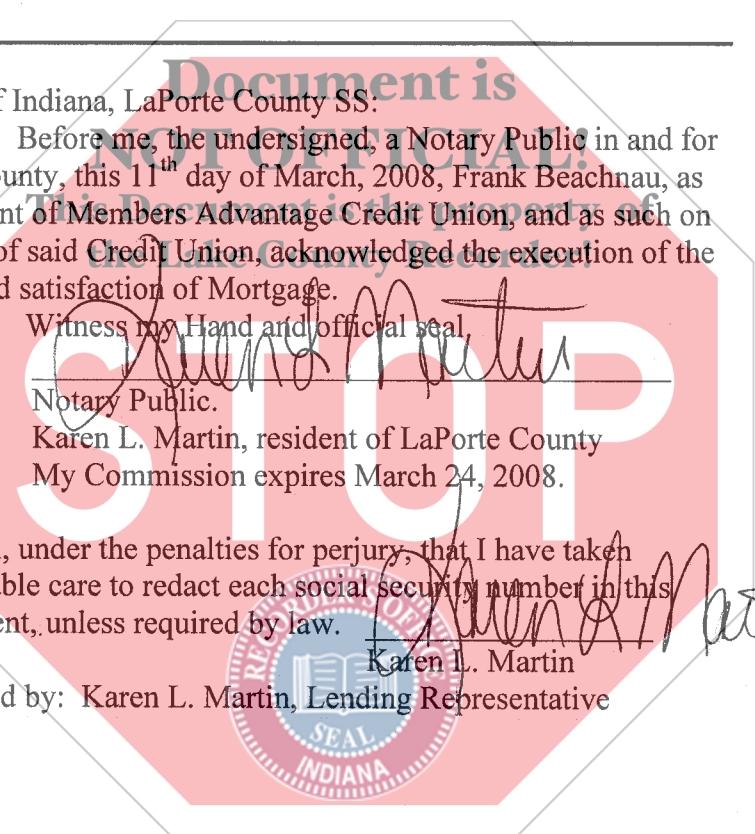 Document is
NOT OFFICIAL!
This Document is the property of
the Lake County Recorder!
STOP
f Indiana, LaPorte County SS:
Before me, the undersigned, a Notary Public in and for
unty, this 11th day of March, 2008, Frank Beachnau, as
nt of Members Advantage Credit Union, and as such on
of said Credit Union, acknowledged the execution of the
d satisfaction of Mortgage.
Witness my Hand and official seal,
Karen L Martin
Notary Public.
Karen L. Martin, resident of LaPorte County
My Commission expires March 24, 2008.
, under the penalties for perjury, that I have taken
ble care to redact each social security number in this
ent, unless required by law.
Karen L Mat
Karen L. Martin
d by: Karen L. Martin, Lending Representative
RECORDER'S OFFICE
SEAL
INDIANA